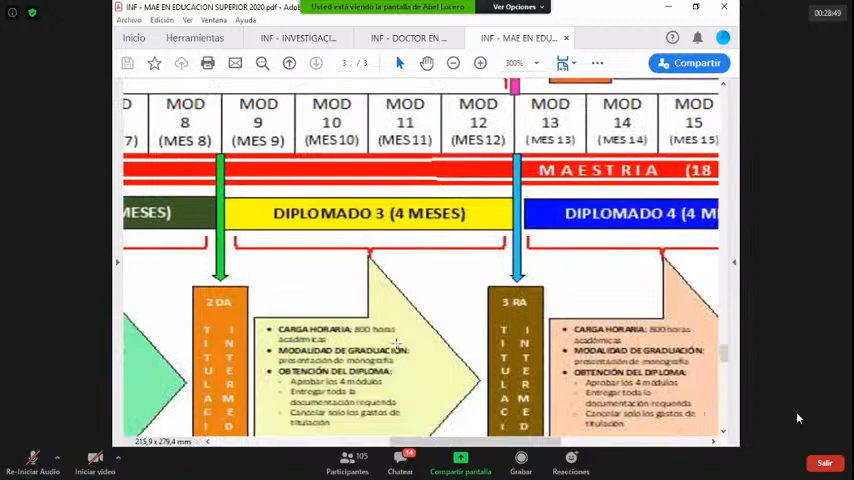 INF - MAE EN EDUCACION SUPERIOR 2020.pdf - Adob
Usted está viendo la pantalla de Abel Lucero
Ver Opciones
00:28:49
Archivo Edición Ver Ventana Ayuda
Inicio Herramientas INF - INVESTIGACI... INF - DOCTOR EN ... INF - MAE EN EDU... ×
3 / 3 300% Compartir
MOD 8 (MES 8)
MOD 9 (MES 9)
MOD 10 (MES 10)
MOD 11 (MES 11)
MOD 12 (MES 12)
MOD 13 (MES 13)
MOD 14 (MES 14)
MOD 15 (MES 15)
MAESTRIA (18
MESES)
DIPLOMADO 3 (4 MESES)
DIPLOMADO 4 (4 M
2 DA
TITULACI
INTERMED
CARGA HORARIA: 800 horas
académicas
MODALIDAD DE GRADUACIÓN:
presentación de monografía
OBTENCIÓN DEL DIPLOMA:
- Aprobar los 4 módulos
- Entregar toda la
documentación requerida
- Cancelar solo los gastos de
titulación
3 RA
TITULACI
INTERMED
CARGA HORARIA: 800 horas
académicas
MODALIDAD DE GRADUACIÓN:
presentación de monografía
OBTENCIÓN DEL DIPLOMA:
- Aprobar los 4 módulos
- Entregar toda la
documentación requerida
- Cancelar solo los gastos de
titulación
215,9 x 279,4 mm
Re-Iniciar Audio
Iniciar video
105
Participantes
14
Chatear
Compartir pantalla
Grabar
Reacciones
Salir